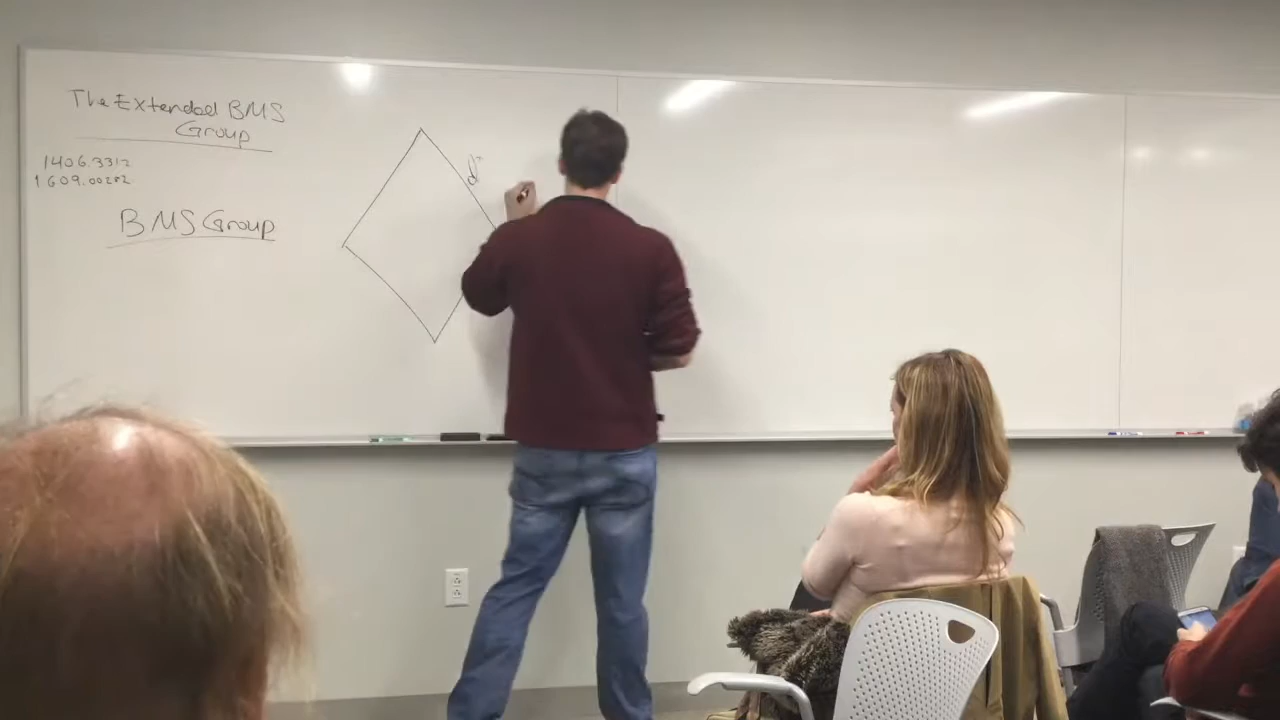 The Extended BMS
Group
1406.3312
1609.00282
BMS Group